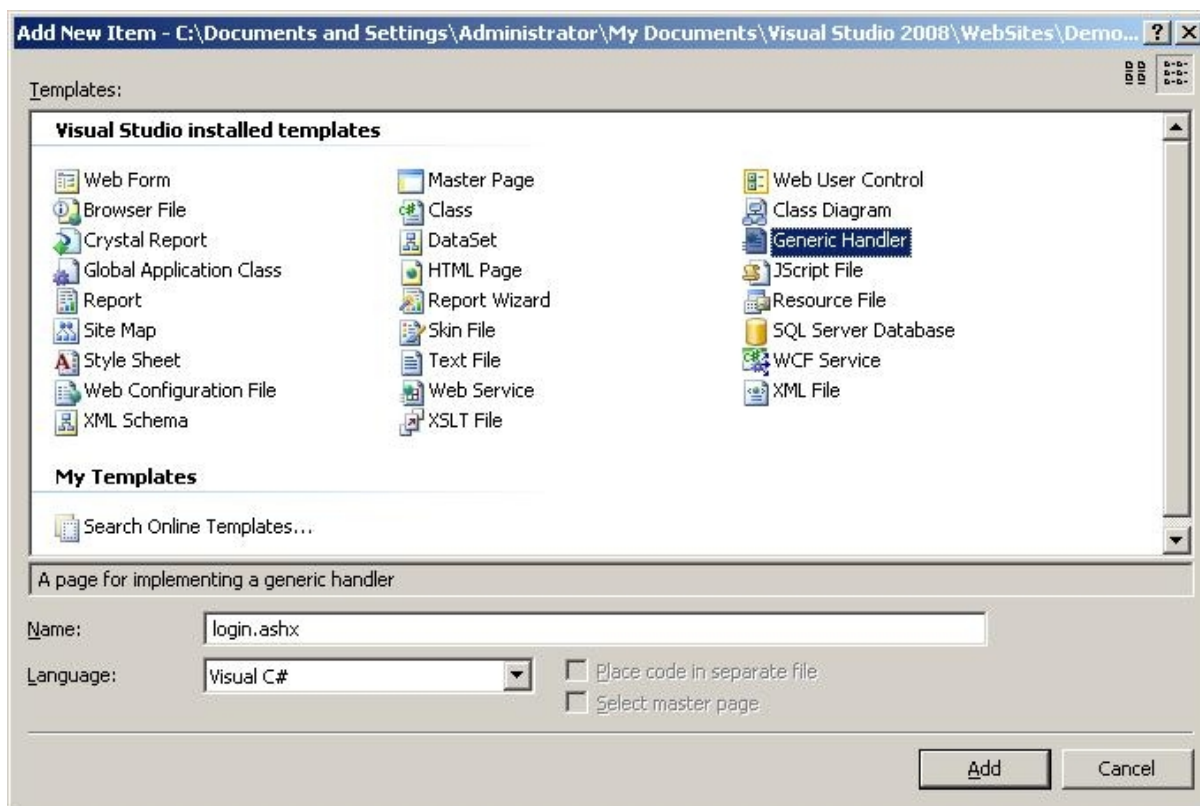 Add New Item - C:\Documents and Settings\Administrator\My Documents\Visual Studio 2008\WebSites\Demo...
Templates:
Visual Studio installed templates
Web Form Master Page Web User Control
Browser File Class Class Diagram
Crystal Report DataSet Generic Handler
Global Application Class HTML Page JScript File
Report Report Wizard Resource File
Site Map Skin File SQL Server Database
Style Sheet Text File WCF Service
Web Configuration File Web Service XML File
XML Schema XSLT File
My Templates
Search Online Templates...
A page for implementing a generic handler
Name: login.ashx
Language: Visual C# Place code in separate file
Select master page
Add Cancel